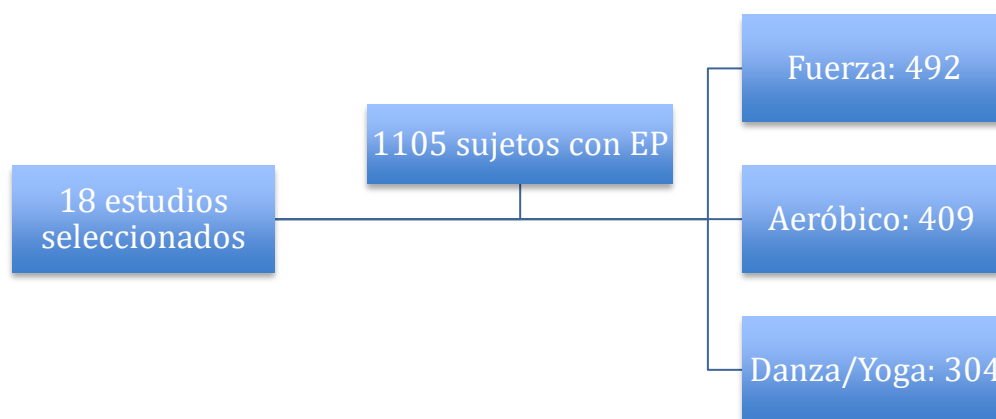 18 estudios
seleccionados
1105 sujetos con EP
Fuerza: 492
Aeróbico: 409
Danza/Yoga: 304